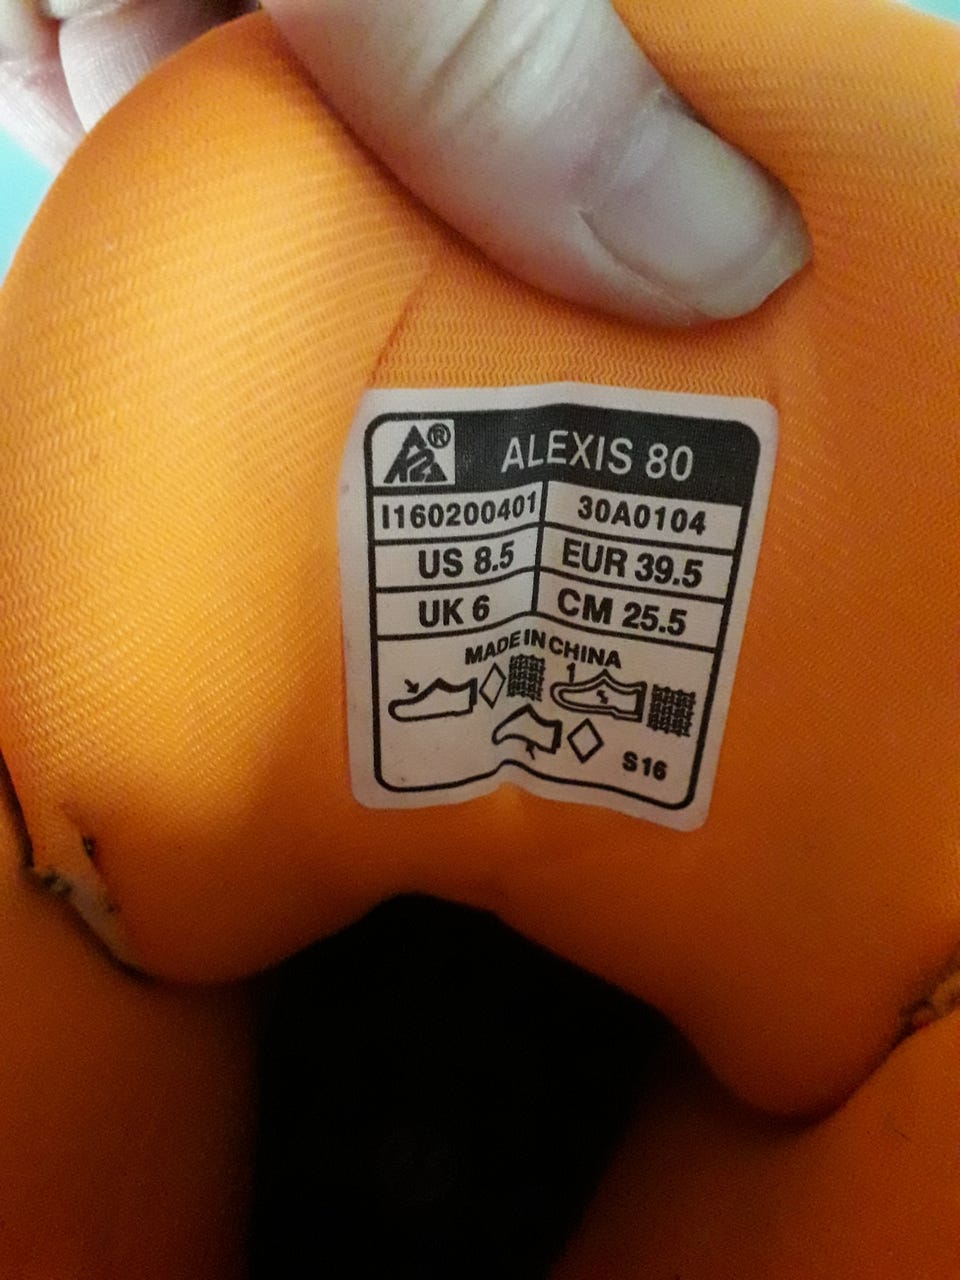 K2® ALEXIS 80
I160200401 30A0104
US 8.5 EUR 39.5
UK 6 CM 25.5
MADE IN CHINA
1
S16